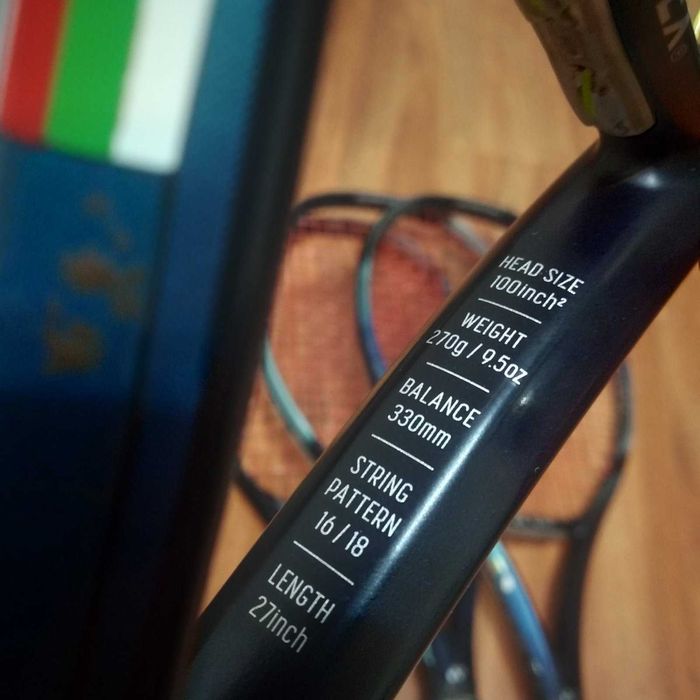 HEAD SIZE
100inch²
WEIGHT
270g / 9.5oz
BALANCE
330mm
STRING
PATTERN
16 / 18
LENGTH
27inch